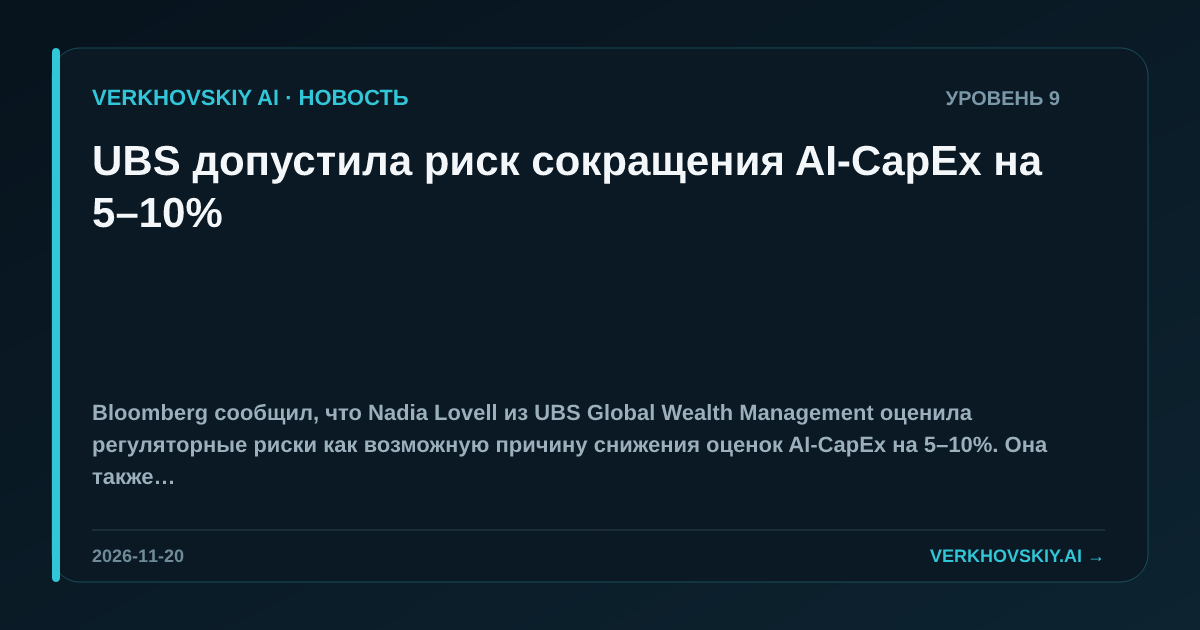 VERKHOVSKIY AI · НОВОСТЬ
УРОВЕНЬ 9
UBS допустила риск сокращения AI-CapEx на
5–10%
Bloomberg сообщил, что Nadia Lovell из UBS Global Wealth Management оценила
регуляторные риски как возможную причину снижения оценок AI-CapEx на 5–10%. Она
также…
2026-11-20
VERKHOVSKIY.AI →